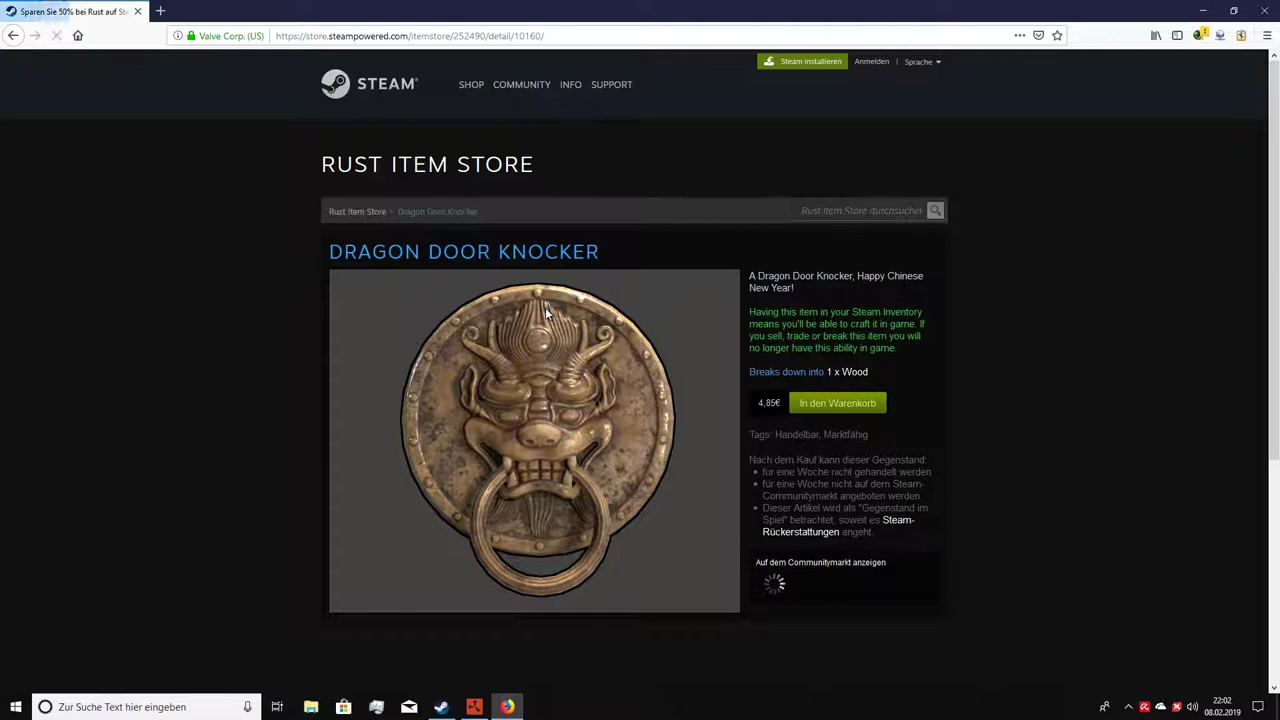 Sparen Sie 50% bei Rust auf Ste
Valve Corp. (US)
https://store.steampowered.com/itemstore/252490/detail/10160/
Steam installieren
Anmelden
Sprache
STEAM
SHOP
COMMUNITY
INFO
SUPPORT
RUST ITEM STORE
Rust Item Store > Dragon Door Knocker
Rust Item Store durchsuchen
DRAGON DOOR KNOCKER
A Dragon Door Knocker, Happy Chinese
New Year!
Having this item in your Steam Inventory
means you'll be able to craft it in game. If
you sell, trade or break this item you will
no longer have this ability in game.
Breaks down into 1 x Wood
4,85€
In den Warenkorb
Tags: Handelbar, Marktfähig
Nach dem Kauf kann dieser Gegenstand:
für eine Woche nicht gehandelt werden
für eine Woche nicht auf dem Steam-
Communitymarkt angeboten werden
Dieser Artikel wird als "Gegenstand im
Spiel" betrachtet, soweit es Steam-
Rückerstattungen angeht.
Auf dem Communitymarkt anzeigen
Zur Suche Text hier eingeben
22:02
08.02.2019